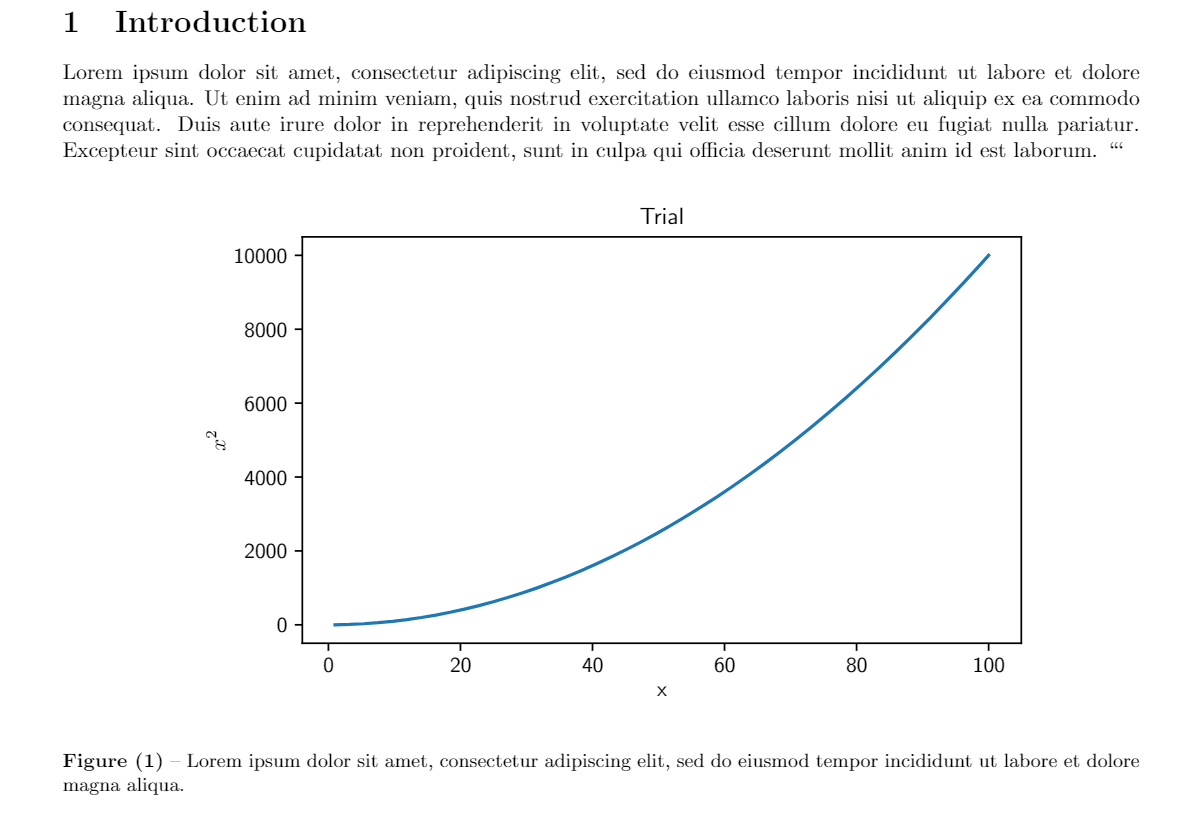 1 Introduction
Lorem ipsum dolor sit amet, consectetur adipiscing elit, sed do eiusmod tempor incididunt ut labore et dolore
magna aliqua. Ut enim ad minim veniam, quis nostrud exercitation ullamco laboris nisi ut aliquip ex ea commodo
consequat. Duis aute irure dolor in reprehenderit in voluptate velit esse cillum dolore eu fugiat nulla pariatur.
Excepteur sint occaecat cupidatat non proident, sunt in culpa qui officia deserunt mollit anim id est laborum. “‘
Trial
10000
8000
6000
4000
2000
0
x²
0 20 40 60 80 100
x
Figure (1) – Lorem ipsum dolor sit amet, consectetur adipiscing elit, sed do eiusmod tempor incididunt ut labore et dolore
magna aliqua.